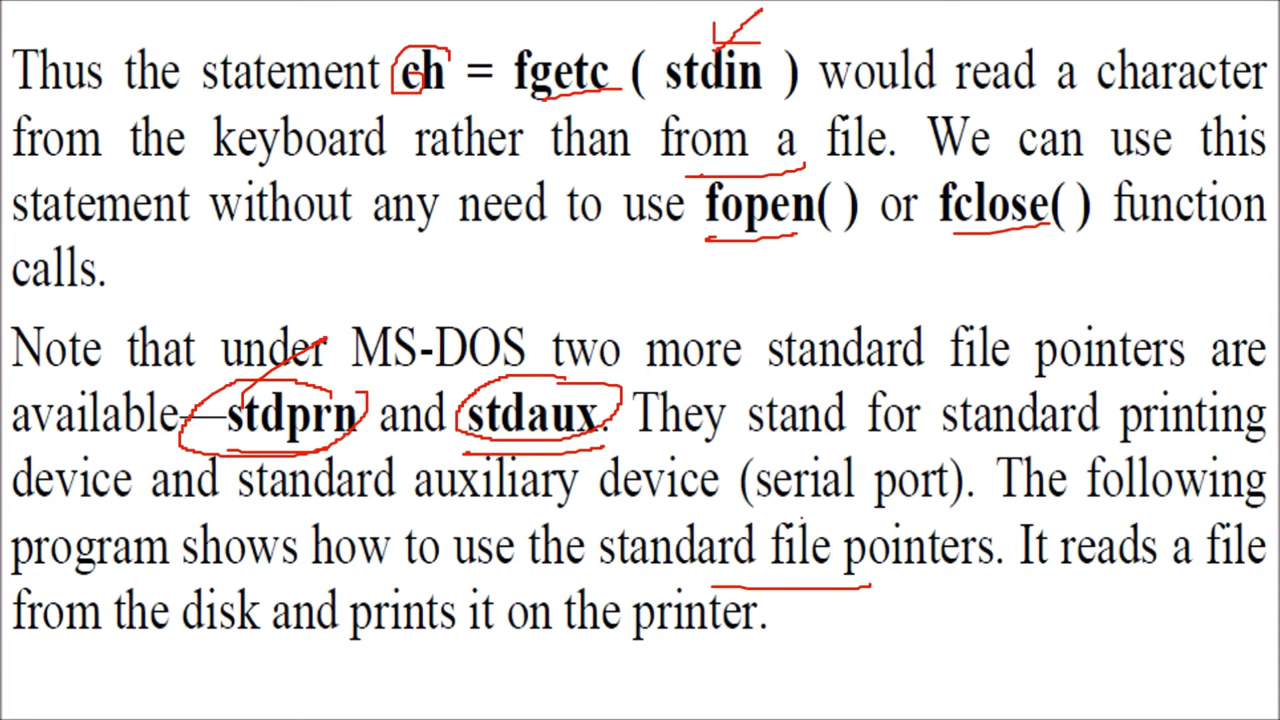 Thus the statement ch = fgetc ( stdin ) would read a character
from the keyboard rather than from a file. We can use this
statement without any need to use fopen( ) or fclose( ) function
calls.
Note that under MS-DOS two more standard file pointers are
available—stdprn and stdaux. They stand for standard printing
device and standard auxiliary device (serial port). The following
program shows how to use the standard file pointers. It reads a file
from the disk and prints it on the printer.